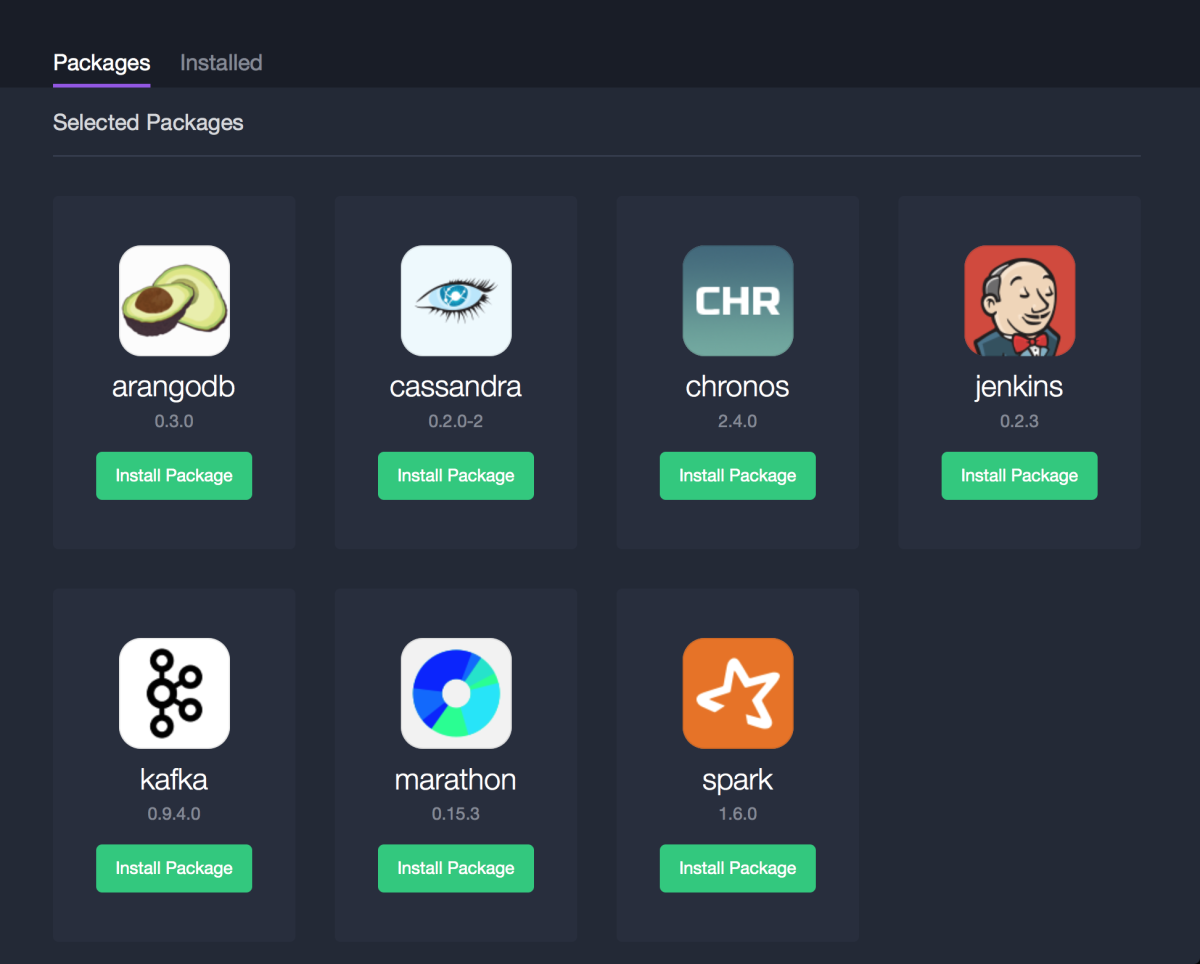 Packages Installed
Selected Packages
arangodb
0.3.0
Install Package
cassandra
0.2.0-2
Install Package
CHR
chronos
2.4.0
Install Package
jenkins
0.2.3
Install Package
kafka
0.9.4.0
Install Package
marathon
0.15.3
Install Package
spark
1.6.0
Install Package